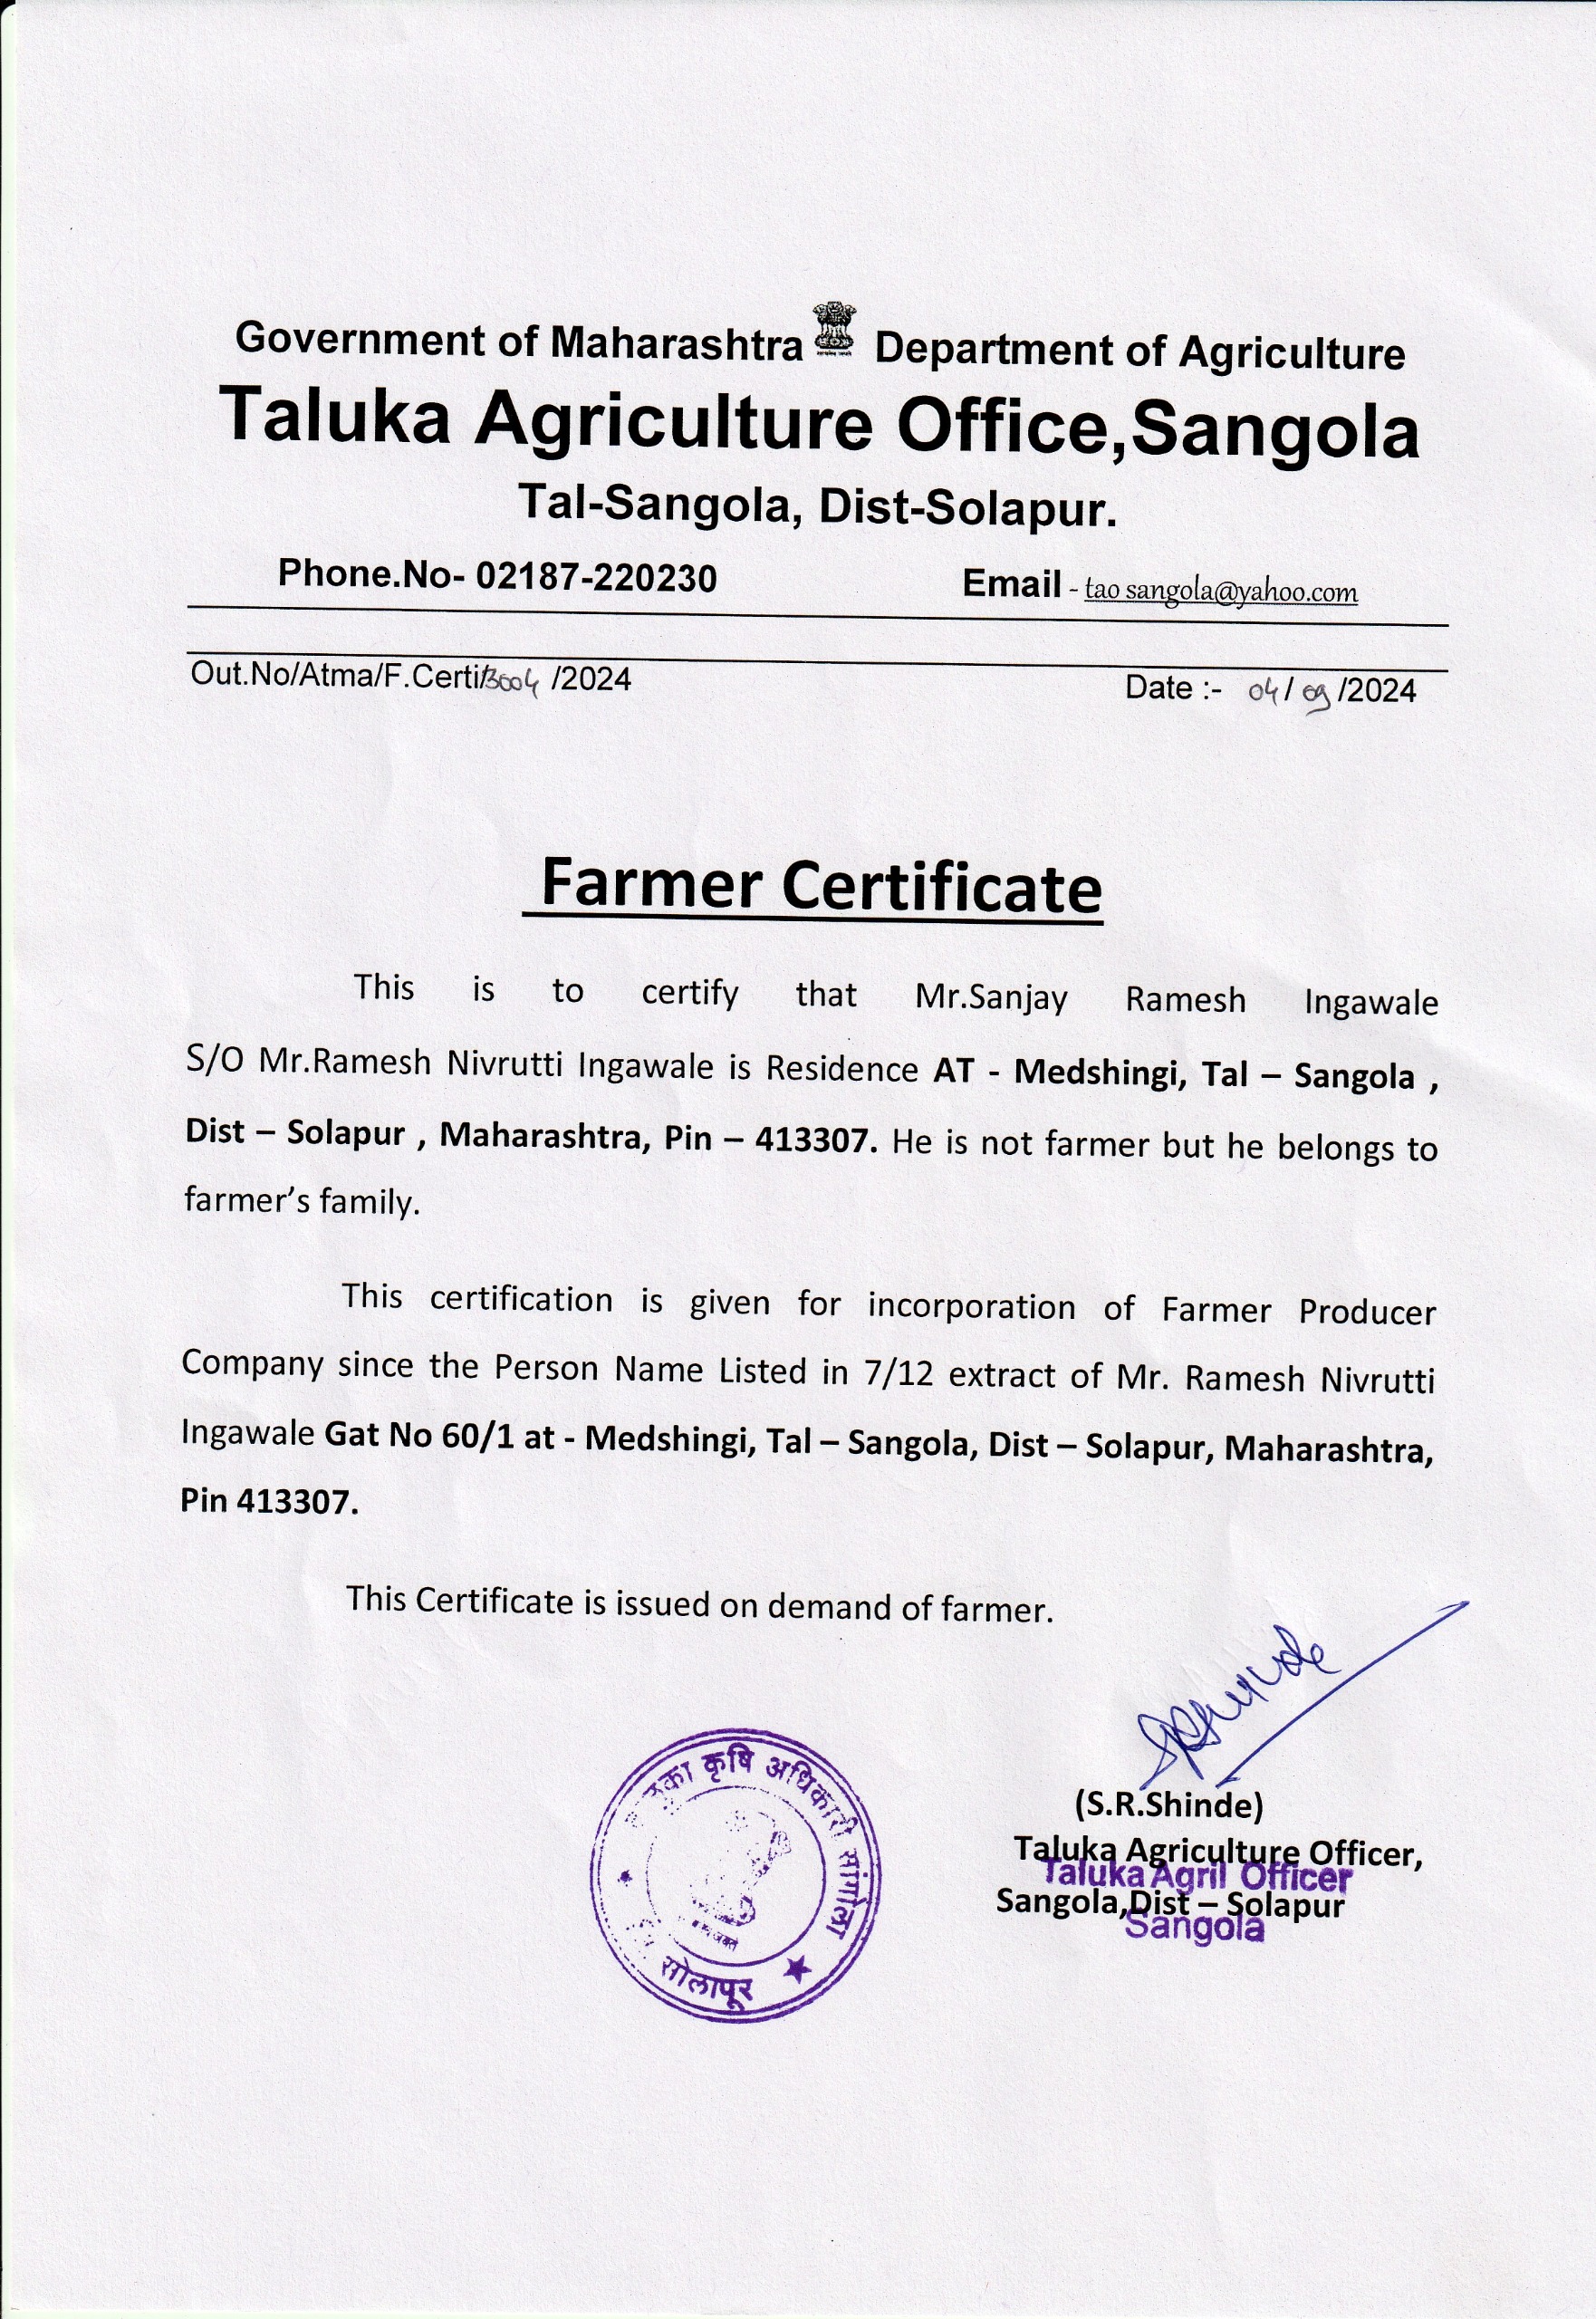 Government of Maharashtra Department of Agriculture
Taluka Agriculture Office,Sangola
Tal-Sangola, Dist-Solapur.
Phone.No- 02187-220230 Email - tao sangola@yahoo.com
Out.No/Atma/F.Certi/3004 /2024 Date :- 04/ 09 /2024
Farmer Certificate
This is to certify that Mr.Sanjay Ramesh Ingawale
S/O Mr.Ramesh Nivrutti Ingawale is Residence AT - Medshingi, Tal – Sangola ,
Dist – Solapur , Maharashtra, Pin – 413307. He is not farmer but he belongs to
farmer’s family.
This certification is given for incorporation of Farmer Producer
Company since the Person Name Listed in 7/12 extract of Mr. Ramesh Nivrutti
Ingawale Gat No 60/1 at - Medshingi, Tal – Sangola, Dist – Solapur, Maharashtra,
Pin 413307.
This Certificate is issued on demand of farmer.
कृषि अधिकारी सांगोला
सोलापूर
(S.R.Shinde)
Taluka Agriculture Officer,
Taluka Agril Officer
Sangola,Dist – Solapur
Sangola